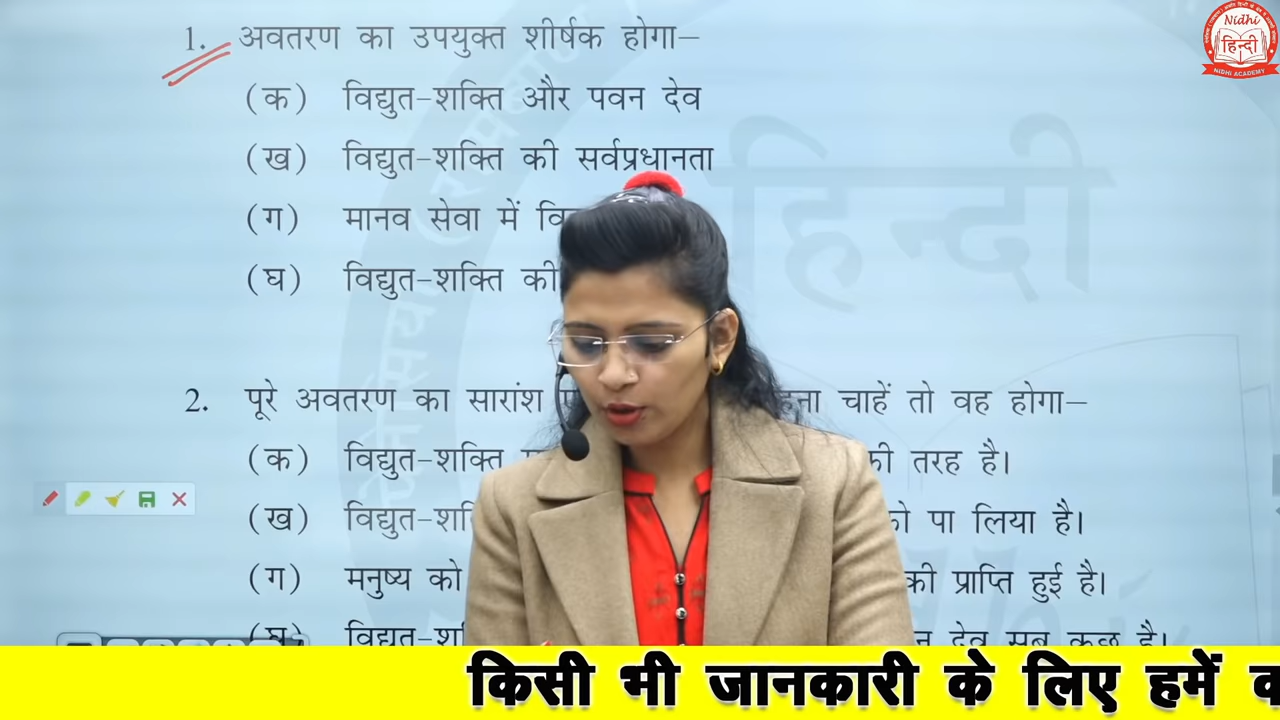 1. अवतरण का उपयुक्त शीर्षक होगा–
(क) विद्युत-शक्ति और पवन देव
(ख) विद्युत-शक्ति की सर्वप्रधानता
(ग) मानव सेवा में
(घ) विद्युत-शक्ति की
2. पूरे अवतरण का सारांश चाहें तो वह होगा–
(क) विद्युत-शक्ति की तरह है।
(ख) को पा लिया है।
(ग) मनुष्य को की प्राप्ति हुई है।
(घ) देव सब कुछ है।
Nidhi
हिन्दी
NIDHI ACADEMY
हिन्दी
किसी भी जानकारी के लिए हमें